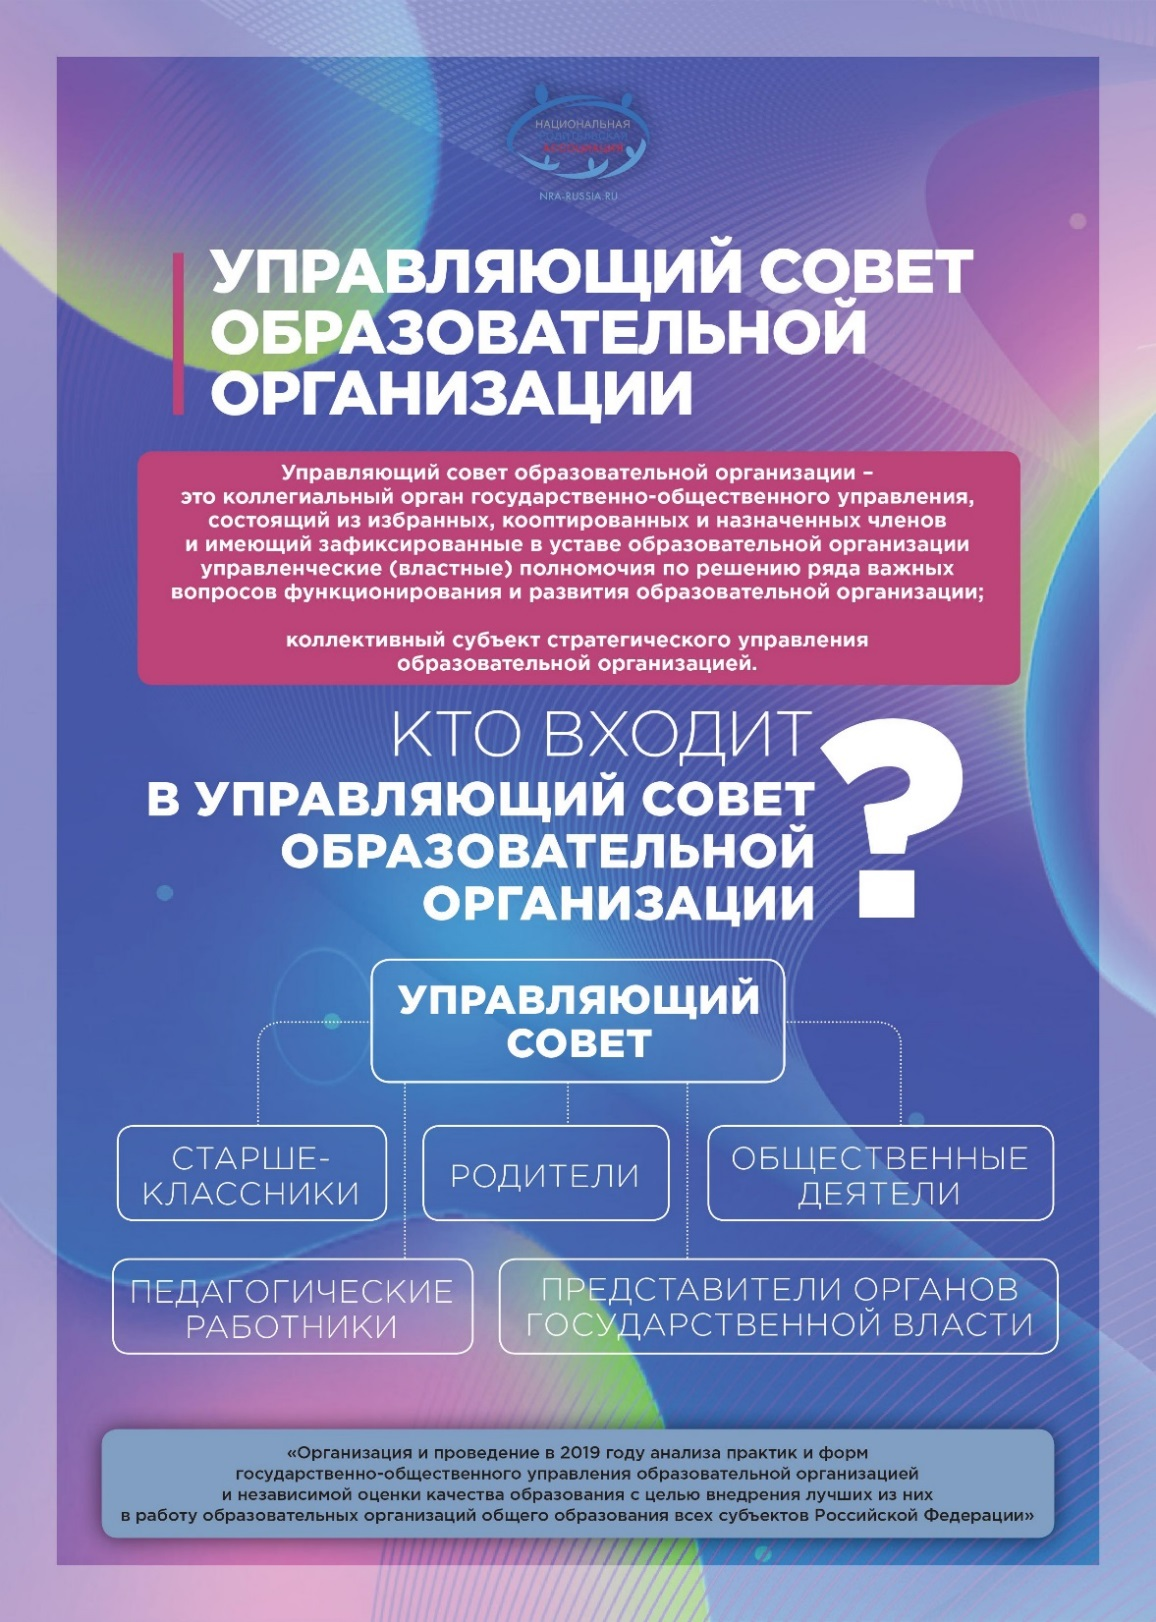 НАЦИОНАЛЬНАЯ
РОДИТЕЛЬСКАЯ
АССОЦИАЦИЯ
NRA-RUSSIA.RU
УПРАВЛЯЮЩИЙ СОВЕТ
ОБРАЗОВАТЕЛЬНОЙ
ОРГАНИЗАЦИИ
Управляющий совет образовательной организации –
это коллегиальный орган государственно-общественного управления,
состоящий из избранных, кооптированных и назначенных членов
и имеющий зафиксированные в уставе образовательной организации
управленческие (властные) полномочия по решению ряда важных
вопросов функционирования и развития образовательной организации;
коллективный субъект стратегического управления
образовательной организацией.
КТО ВХОДИТ
В УПРАВЛЯЮЩИЙ СОВЕТ
ОБРАЗОВАТЕЛЬНОЙ
ОРГАНИЗАЦИИ
?
УПРАВЛЯЮЩИЙ
СОВЕТ
СТАРШЕ-
КЛАССНИКИ
РОДИТЕЛИ
ОБЩЕСТВЕННЫЕ
ДЕЯТЕЛИ
ПЕДАГОГИЧЕСКИЕ
РАБОТНИКИ
ПРЕДСТАВИТЕЛИ ОРГАНОВ
ГОСУДАРСТВЕННОЙ ВЛАСТИ
«Организация и проведение в 2019 году анализа практик и форм
государственно-общественного управления образовательной организацией
и независимой оценки качества образования с целью внедрения лучших из них
в работу образовательных организаций общего образования всех субъектов Российской Федерации»